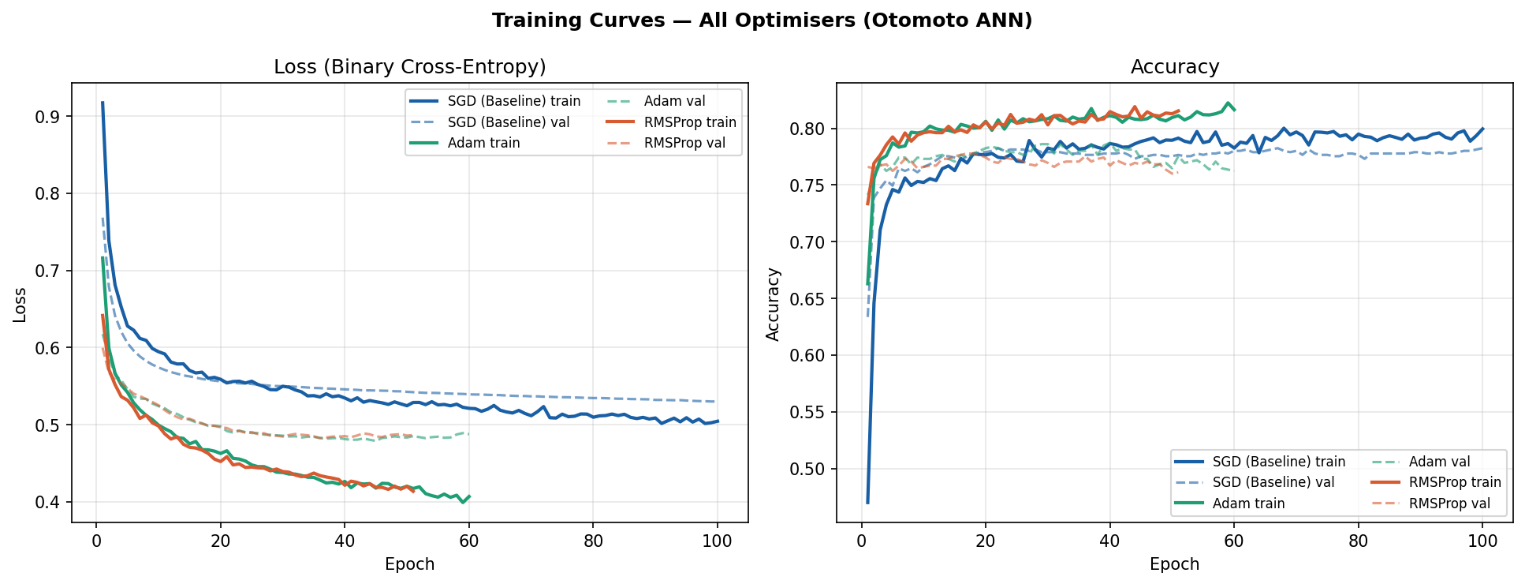 Training Curves — All Optimisers (Otomoto ANN)
Loss (Binary Cross-Entropy)
SGD (Baseline) train
SGD (Baseline) val
Adam train
Adam val
RMSProp train
RMSProp val
Loss
0.9
0.8
0.7
0.6
0.5
0.4
0 20 40 60 80 100
Epoch
Accuracy
Accuracy
0.80
0.75
0.70
0.65
0.60
0.55
0.50
SGD (Baseline) train
SGD (Baseline) val
Adam train
Adam val
RMSProp train
RMSProp val
0 20 40 60 80 100
Epoch